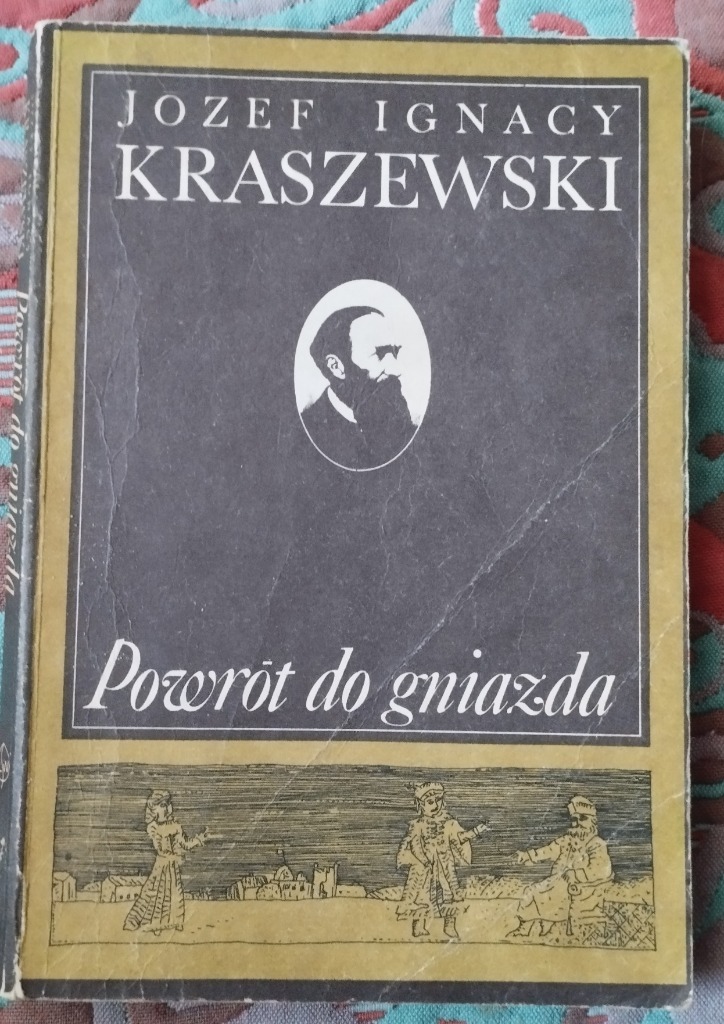 JOZEF IGNACY
KRASZEWSKI
Powrót do gniazda
Powrót do gniazda